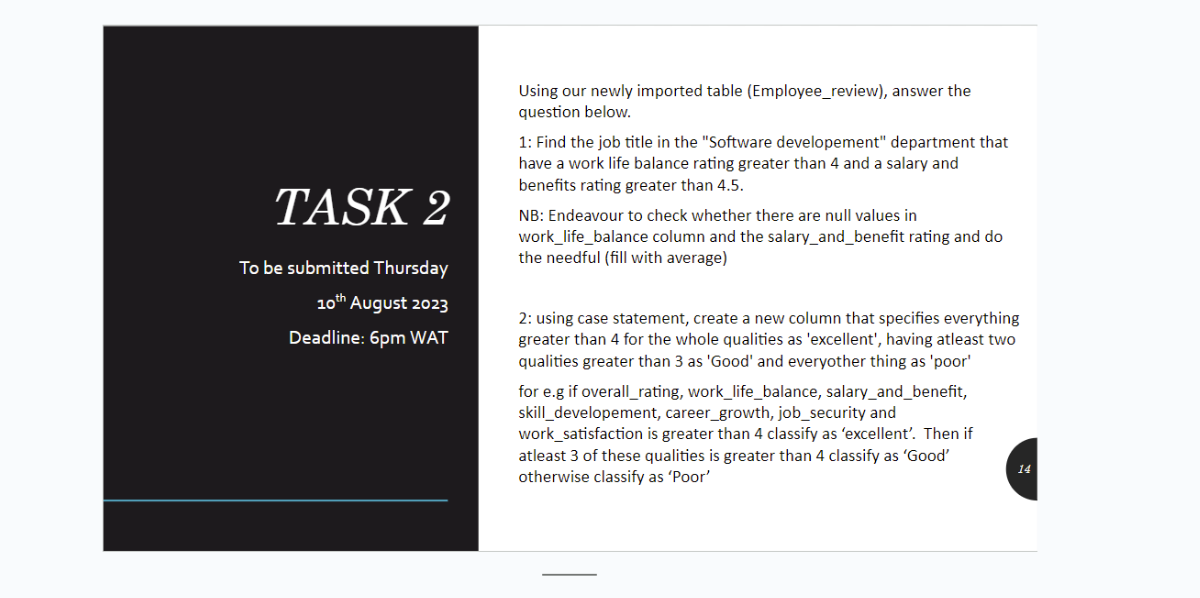 TASK 2
To be submitted Thursday
10th August 2023
Deadline: 6pm WAT
Using our newly imported table (Employee_review), answer the
question below.
1: Find the job title in the "Software developement" department that
have a work life balance rating greater than 4 and a salary and
benefits rating greater than 4.5.
NB: Endeavour to check whether there are null values in
work_life_balance column and the salary_and_benefit rating and do
the needful (fill with average)
2: using case statement, create a new column that specifies everything
greater than 4 for the whole qualities as 'excellent', having atleast two
qualities greater than 3 as 'Good' and everyother thing as 'poor'
for e.g if overall_rating, work_life_balance, salary_and_benefit,
skill_developement, career_growth, job_security and
work_satisfaction is greater than 4 classify as ‘excellent’.  Then if
atleast 3 of these qualities is greater than 4 classify as ‘Good’
otherwise classify as ‘Poor’
14